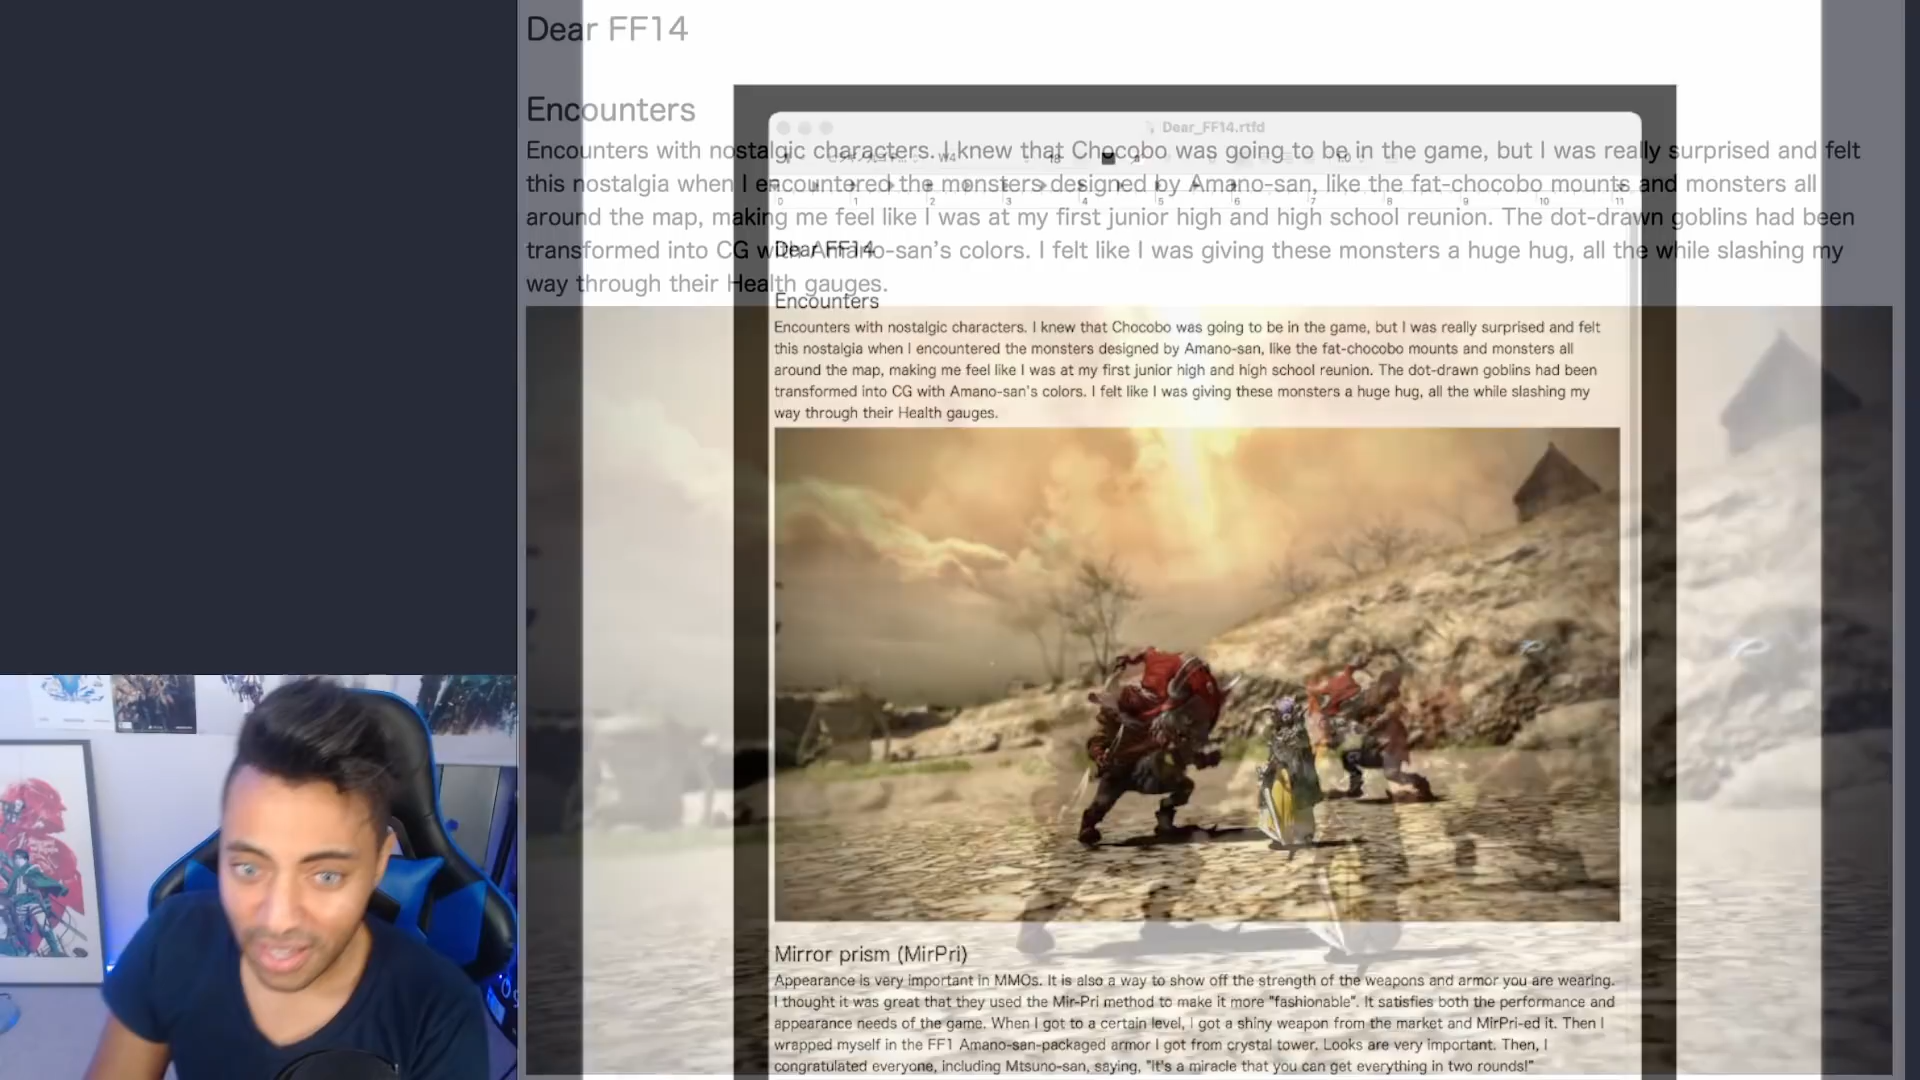 Dear FF14
Encounters
Encounters with nostalgic characters. I knew that Chocobo was going to be in the game, but I was really surprised and felt
this nostalgia when I encountered the monsters designed by Amano-san, like the fat-chocobo mounts and monsters all
around the map, making me feel like I was at my first junior high and high school reunion. The dot-drawn goblins had been
transformed into CG with Amano-san's colors. I felt like I was giving these monsters a huge hug, all the while slashing my
way through their Health gauges.
Dear_FF14.rtfd
0 1 2 3 4 5 6 7 8 9 10 11
Dear FF14
Encounters
Encounters with nostalgic characters. I knew that Chocobo was going to be in the game, but I was really surprised and felt
this nostalgia when I encountered the monsters designed by Amano-san, like the fat-chocobo mounts and monsters all
around the map, making me feel like I was at my first junior high and high school reunion. The dot-drawn goblins had been
transformed into CG with Amano-san's colors. I felt like I was giving these monsters a huge hug, all the while slashing my
way through their Health gauges.
Mirror prism (MirPri)
Appearance is very important in MMOs. It is also a way to show off the strength of the weapons and armor you are wearing.
I thought it was great that they used the Mir-Pri method to make it more "fashionable". It satisfies both the performance and
appearance needs of the game. When I got to a certain level, I got a shiny weapon from the market and MirPri-ed it. Then I
wrapped myself in the FF1 Amano-san-packaged armor I got from crystal tower. Looks are very important. Then, I
congratulated everyone, including Mtsuno-san, saying, "it's a miracle that you can get everything in two rounds!"